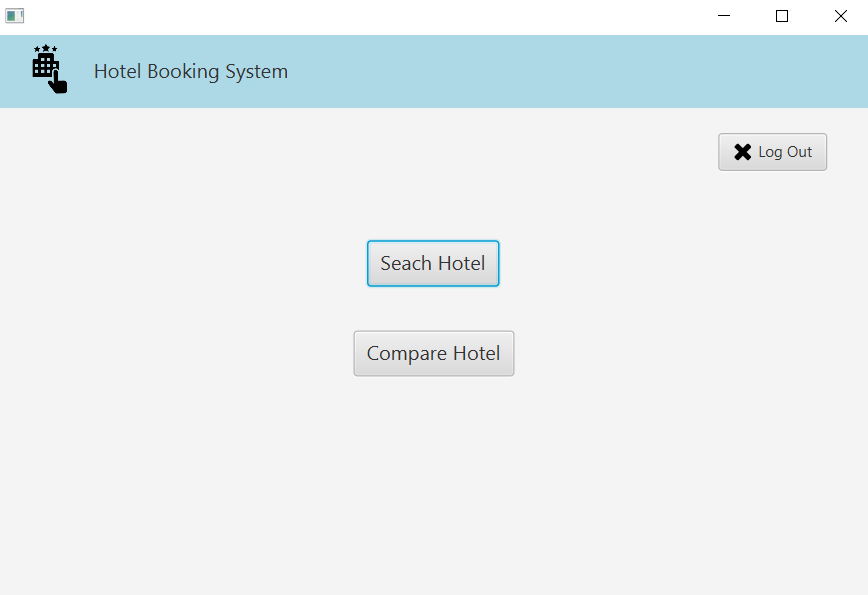 Hotel Booking System
Log Out
Seach Hotel
Compare Hotel